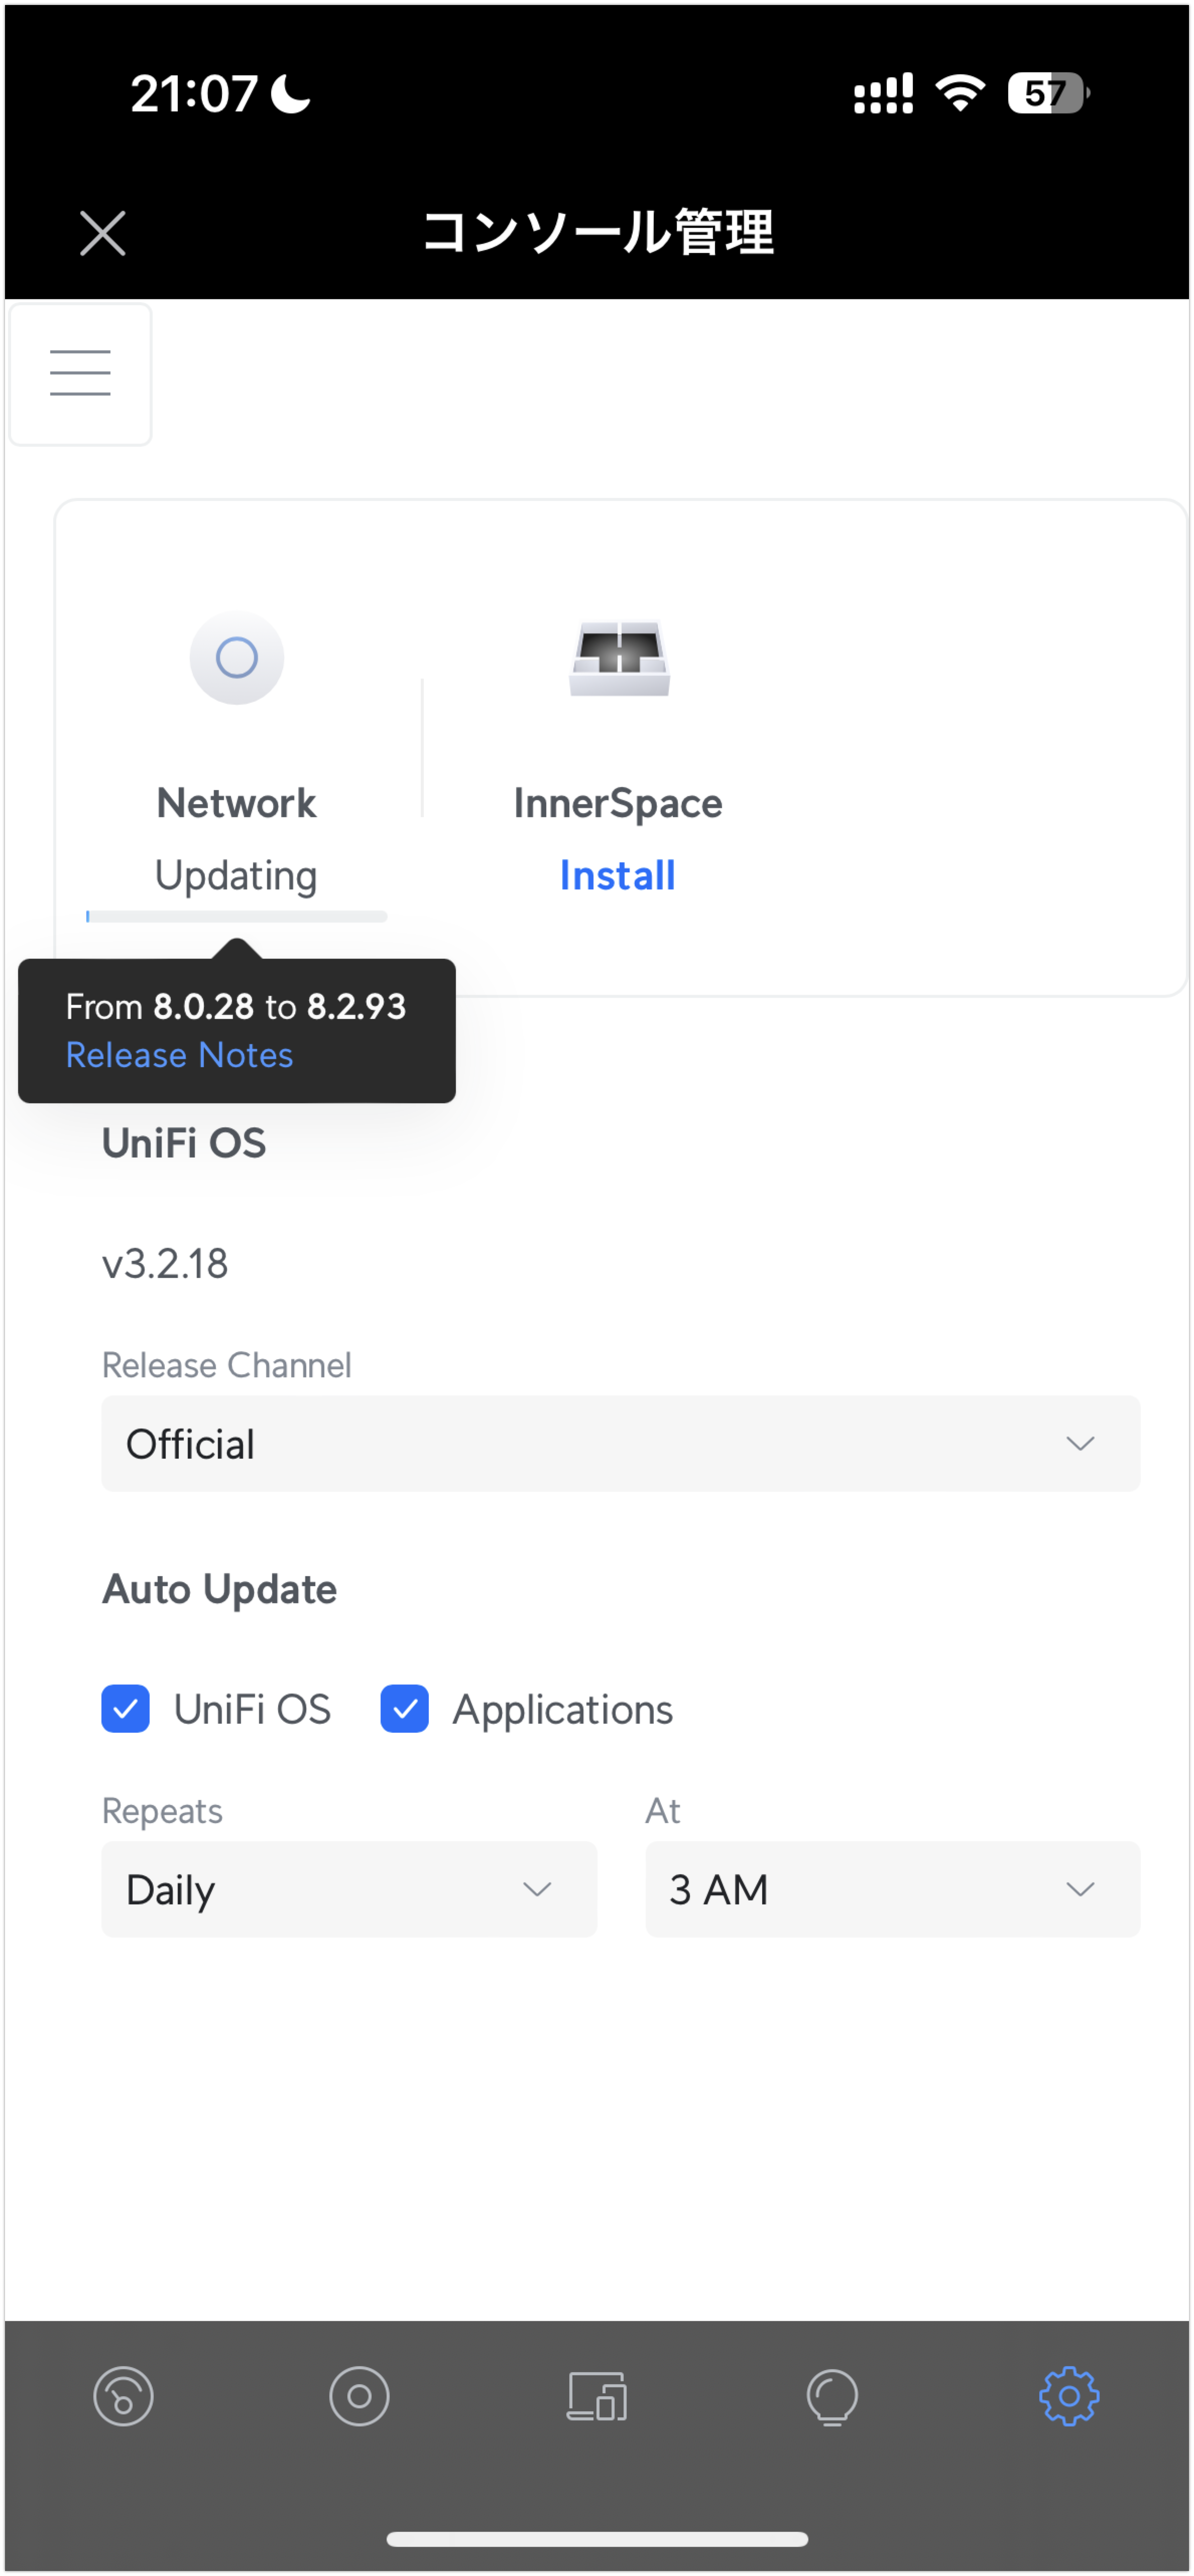 21:07
57
コンソール管理
Network
Updating
InnerSpace
Install
From 8.0.28 to 8.2.93
Release Notes
UniFi OS
v3.2.18
Release Channel
Official
Auto Update
UniFi OS
Applications
Repeats
At
Daily
3 AM